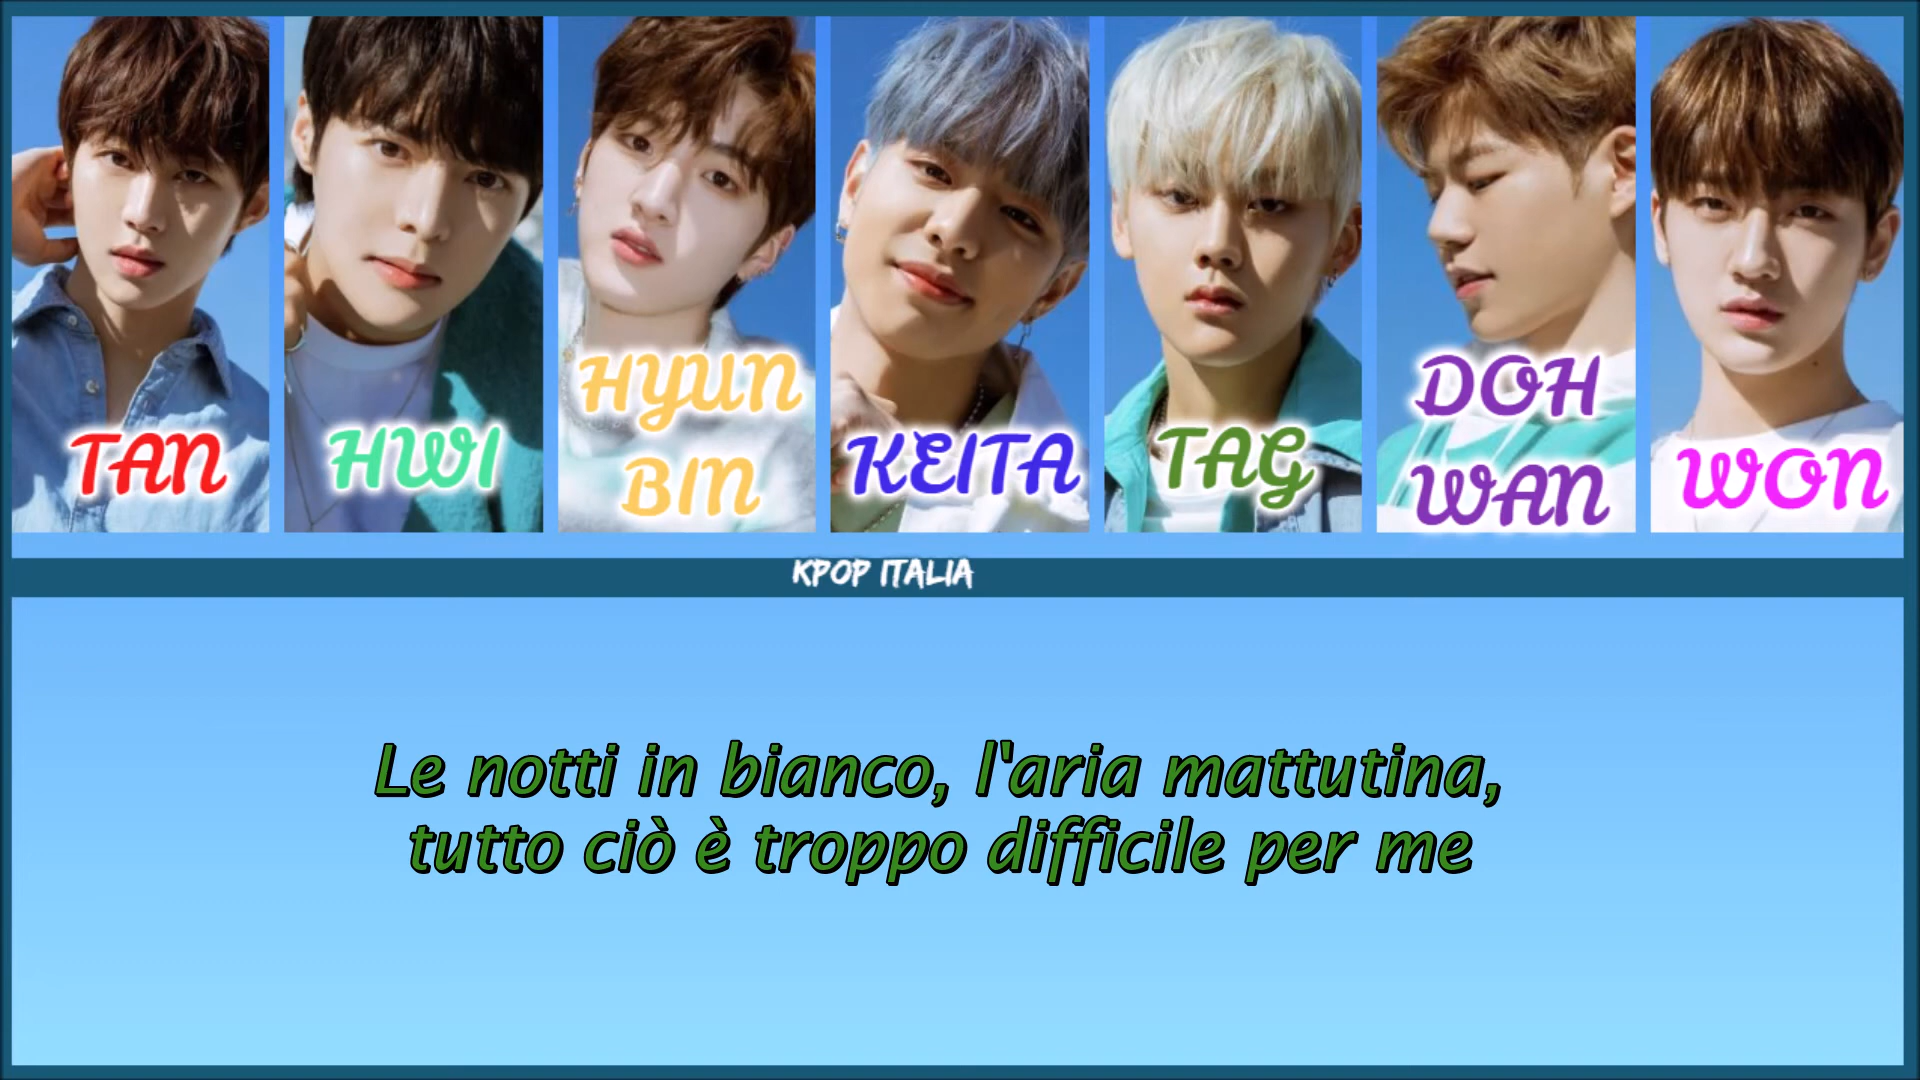 TAN
HWI
HYUN
BIN
KEITA
TAG
DOH
WAN
WON
KPOP ITALIA
Le notti in bianco, l'aria mattutina,
tutto ciò è troppo difficile per me